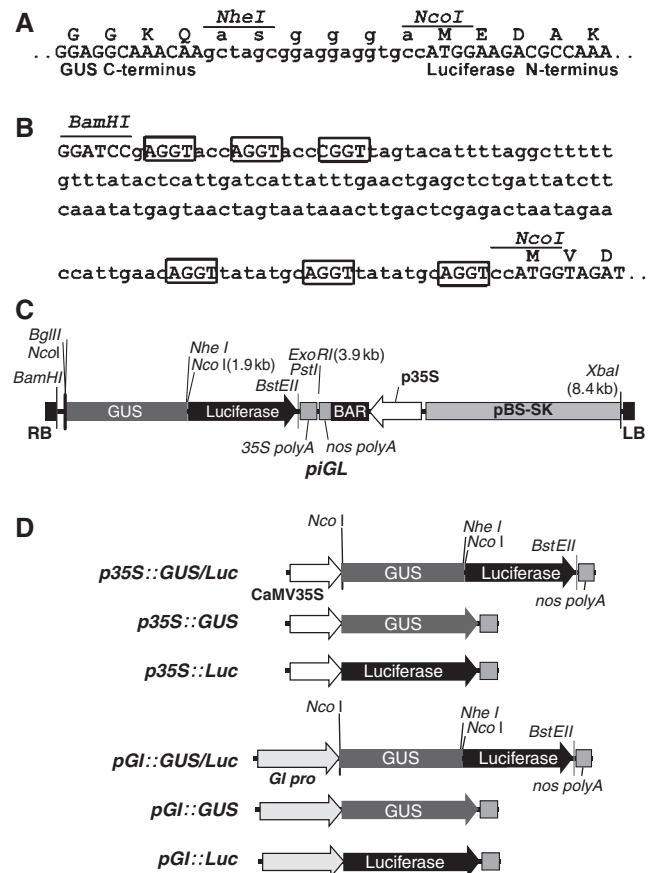 A
NheI NcoI
G G K Q a s g g g a M E D A K
..GGAGGCAAACAAgctagcggaggaggtgccATGGAAGACGCCAAA..
GUS C-terminus Luciferase N-terminus
B
BamHI
GGATCCgAGGTaccAGGTaccCGGTtagtacattttaggcttttt
gtttatactcattgatcattatttgaactgagctctgattatctt
caaatatgagtaactagtaataaacttgactcgagactaatagaa
NcoI
M V D
ccattgaacAGGTtatatgcAGGTtatatgcAGGTccATGGTAGAT..
C
BglII
NcoI
BamHI
Nhe I
Nco I(1.9 kb)
BstEII
ExoRI(3.9 kb)
PstI
p35S
XbaI
(8.4 kb)
GUS Luciferase BAR pBS-SK
RB 35S polyA nos polyA LB
piGL
D
Nco I Nhe I
Nco I
BstEII
p35S::GUS/Luc GUS Luciferase
CaMV35S nos polyA
p35S::GUS GUS
p35S::Luc Luciferase
Nco I Nhe I
Nco I
BstEII
pGI::GUS/Luc GUS Luciferase
GI pro nos polyA
pGI::GUS GUS
pGI::Luc Luciferase